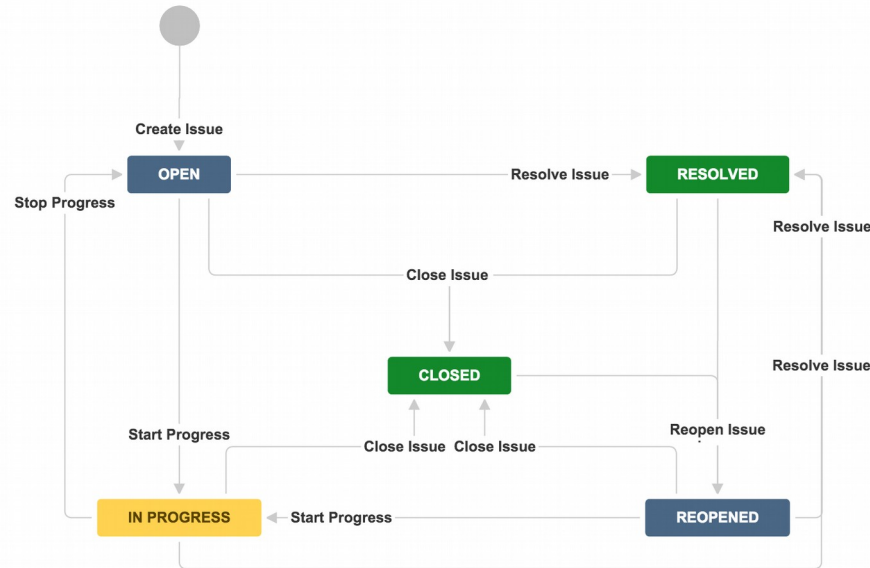 Create Issue
OPEN
Resolve Issue
RESOLVED
Stop Progress
Resolve Issue
Close Issue
CLOSED
Resolve Issue
Start Progress
Reopen Issue
Close Issue
Close Issue
IN PROGRESS
Start Progress
REOPENED